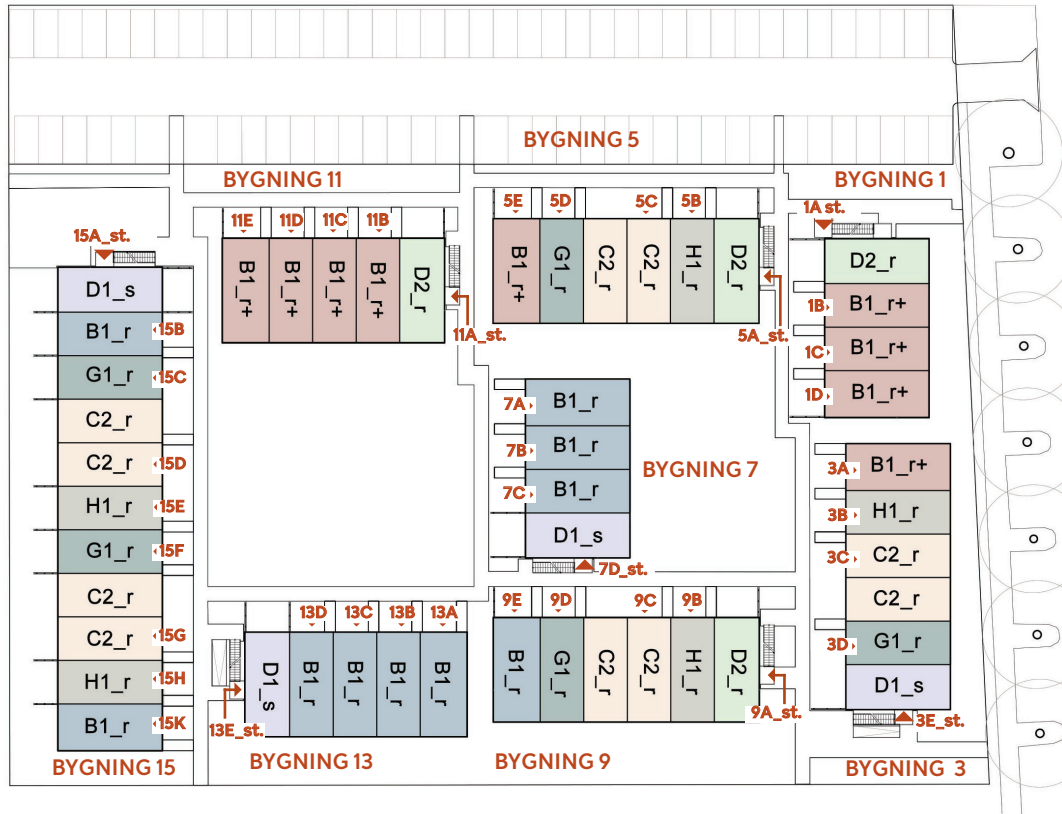 BYGNING 5
BYGNING 11
BYGNING 1
11E
11D
11C
11B
5E
5D
5C
5B
1A st.
15A_st.
B1_r+
B1_r+
B1_r+
B1_r+
D2_r
11A_st.
B1_r+
G1_r
C2_r
C2_r
H1_r
D2_r
5A_st.
D2_r
1B
B1_r+
1C
B1_r+
1D
B1_r+
D1_s
B1_r
15B
G1_r
15C
C2_r
C2_r
15D
H1_r
15E
G1_r
15F
C2_r
C2_r
15G
H1_r
15H
B1_r
15K
7A
B1_r
7B
B1_r
7C
B1_r
D1_s
7D_st.
BYGNING 7
3A
B1_r+
3B
H1_r
3C
C2_r
C2_r
3D
G1_r
D1_s
3E_st.
13D
13C
13B
13A
D1_s
B1_r
B1_r
B1_r
B1_r
13E_st.
9E
9D
9C
9B
B1_r
G1_r
C2_r
C2_r
H1_r
D2_r
9A_st.
BYGNING 15
BYGNING 13
BYGNING 9
BYGNING 3